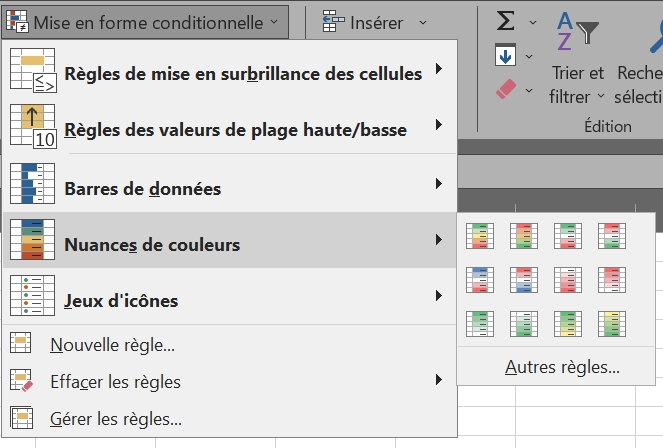 Mise en forme conditionnelle
Insérer
Σ
A
Z
Trier et
filtrer
sélecti
Édition
≤
>
Règles de mise en surbrillance des cellules
10
Règles des valeurs de plage haute/basse
Barres de données
Nuances de couleurs
Jeux d'icônes
Nouvelle règle...
Effacer les règles
Gérer les règles...
Autres règles...